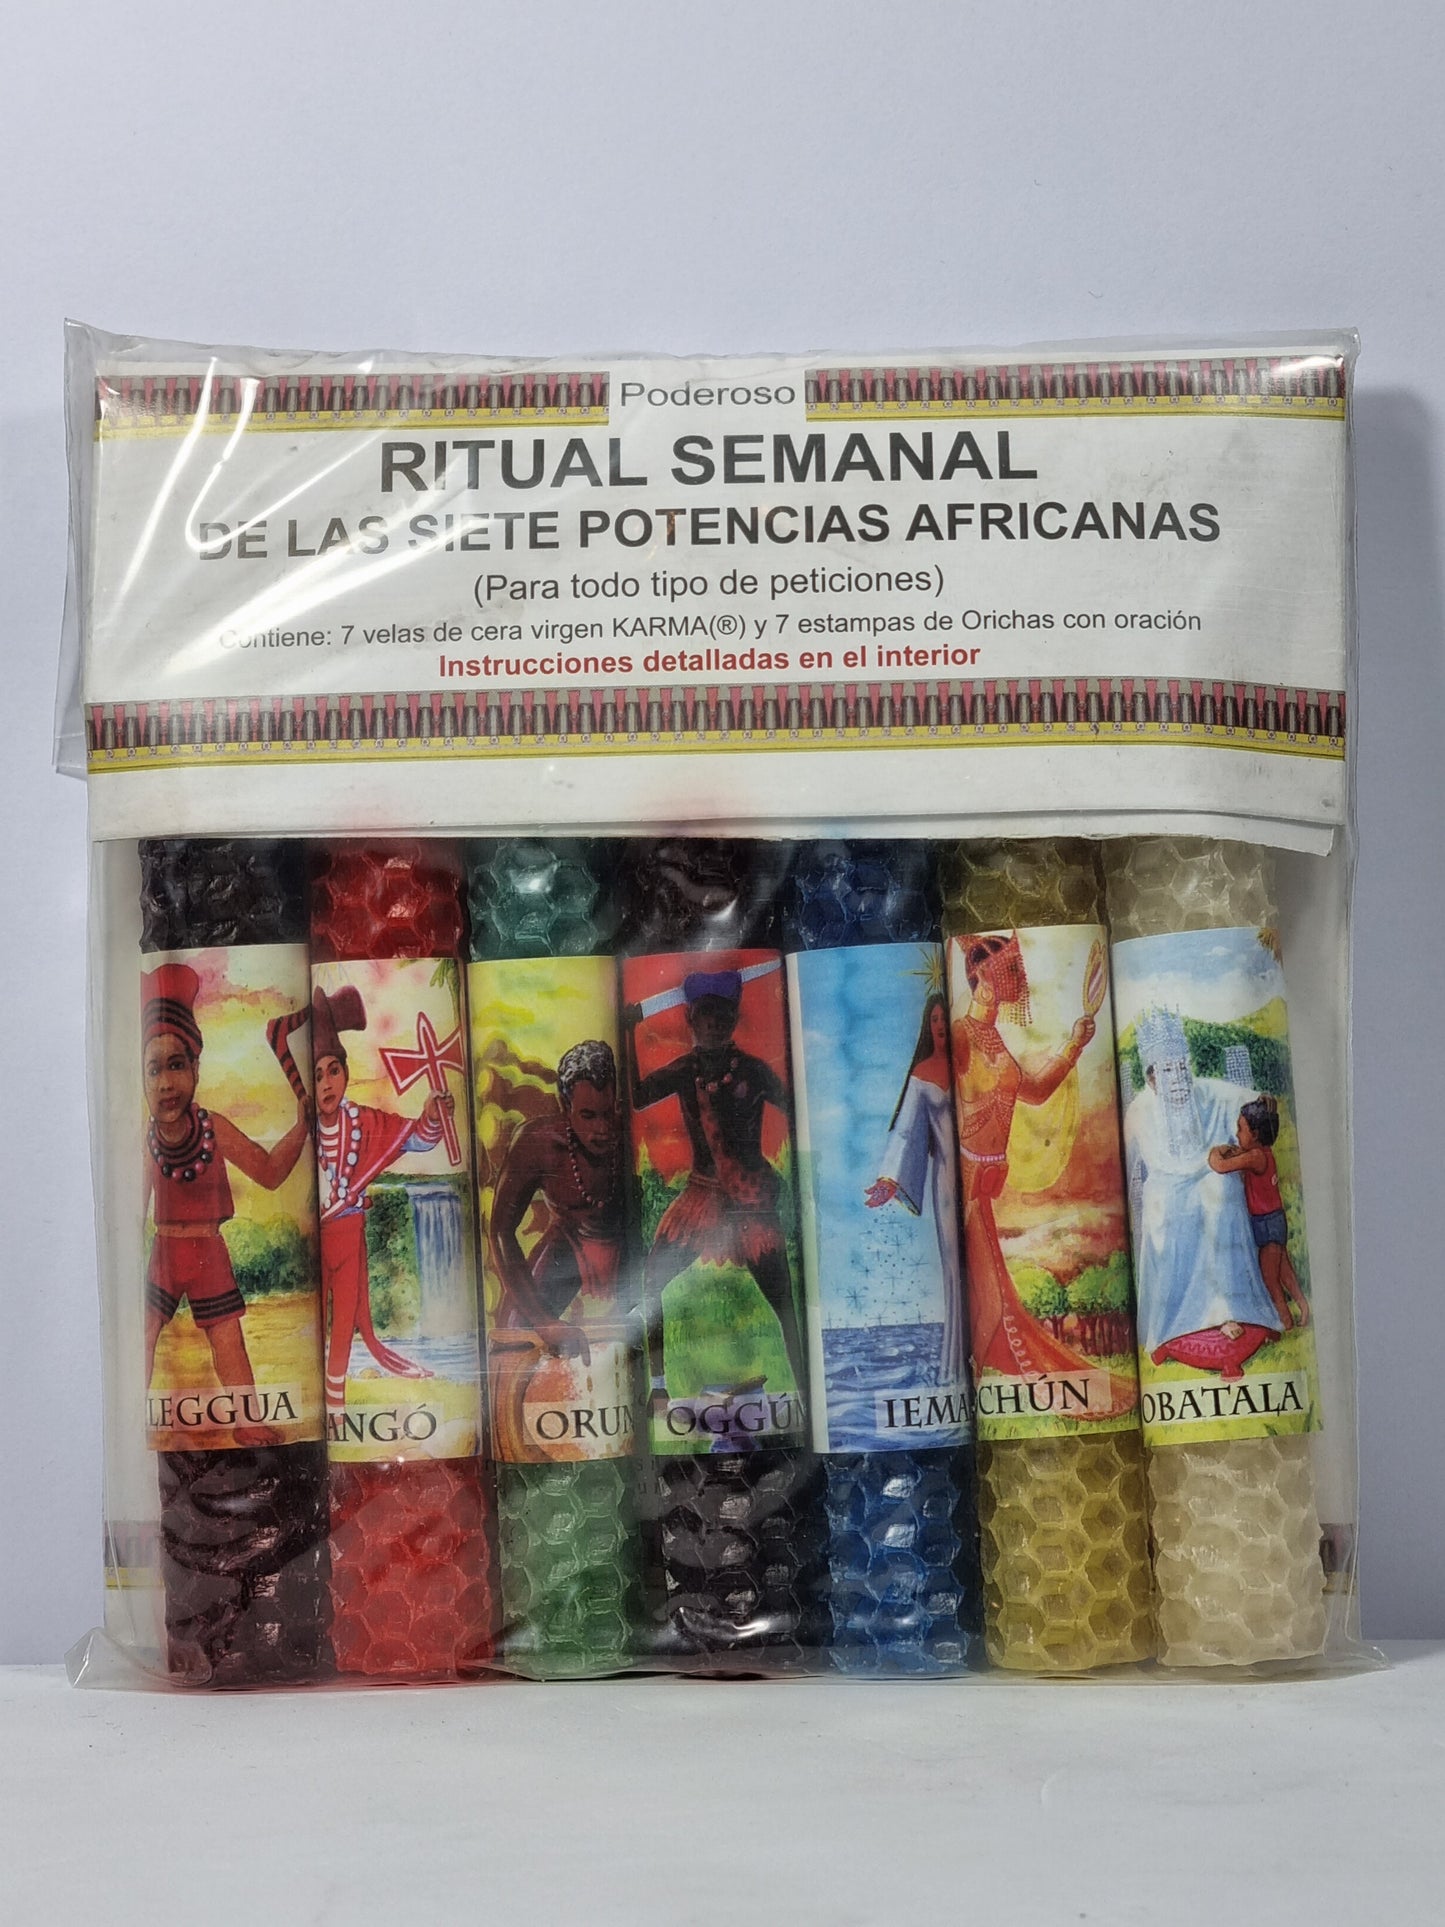 Poderoso
RITUAL SEMANAL
DE LAS SIETE POTENCIAS AFRICANAS
(Para todo tipo de peticiones)
Contiene: 7 velas de cera virgen KARMA(®) y 7 estampas de Orichas con oración
Instrucciones detalladas en el interior
LEGGUA
ANGÓ
ORUN
OGGÚN
IEMA
CHÚN
OBATALA